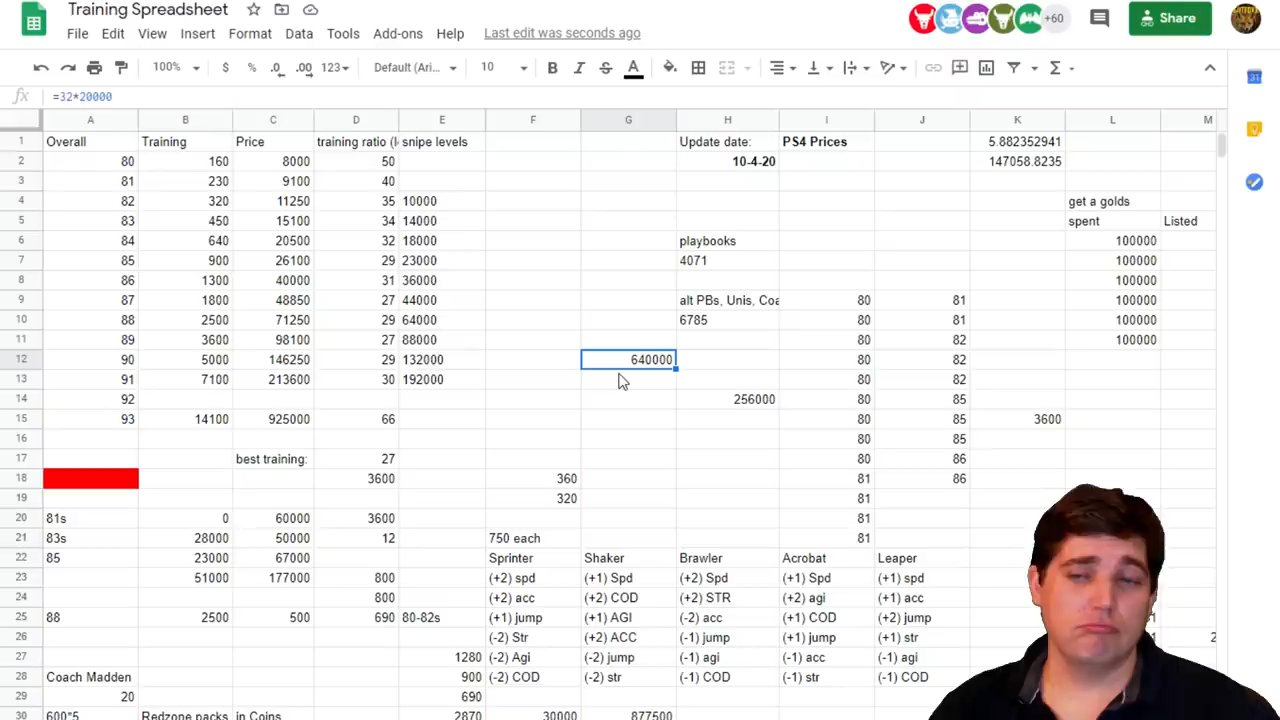 Training Spreadsheet
+60
Share
File Edit View Insert Format Data Tools Add-ons Help Last edit was seconds ago
100% $ % .0 .00 123 Default (Ari... 10 B I S A
fx =32*20000
A B C D E F G H I J K L M
1 Overall Training Price training ratio (l snipe levels Update date: PS4 Prices 5.882352941
2 80 160 8000 50 10-4-20 147058.8235
3 81 230 9100 40
4 82 320 11250 35 10000 get a golds
5 83 450 15100 34 14000 spent Listed
6 84 640 20500 32 18000 playbooks 100000
7 85 900 26100 29 23000 4071 100000
8 86 1300 40000 31 36000 100000
9 87 1800 48850 27 44000 alt PBs, Unis, Coa 80 81 100000
10 88 2500 71250 29 64000 6785 80 81 100000
11 89 3600 98100 27 88000 80 82 100000
12 90 5000 146250 29 132000 640000 80 82
13 91 7100 213600 30 192000 80 82
14 92 256000 80 85
15 93 14100 925000 66 80 85 3600
16 80 85
17 best training: 27 80 86
18 3600 360 81 86
19 320 81
20 81s 0 60000 3600 81
21 83s 28000 50000 12 750 each 81
22 85 23000 67000 Sprinter Shaker Brawler Acrobat Leaper
23 51000 177000 800 (+2) spd (+1) Spd (+2) Spd (+1) Spd (+1) spd
24 800 (+2) acc (+2) COD (+2) STR (+2) agi (+1) acc
25 88 2500 500 690 80-82s (+1) jump (+1) AGI (-2) acc (+1) COD (+2) jump
26 (-2) Str (+2) ACC (-1) jump (+1) jump (+1) str 2
27 1280 (-2) Agi (-2) jump (-1) agi (-1) acc (-1) agi
28 Coach Madden 900 (-2) COD (-2) str (-1) COD (-1) str (-1) COD
29 20 690
30 600*5 Redzone packs in Coins 2870 30000 877500